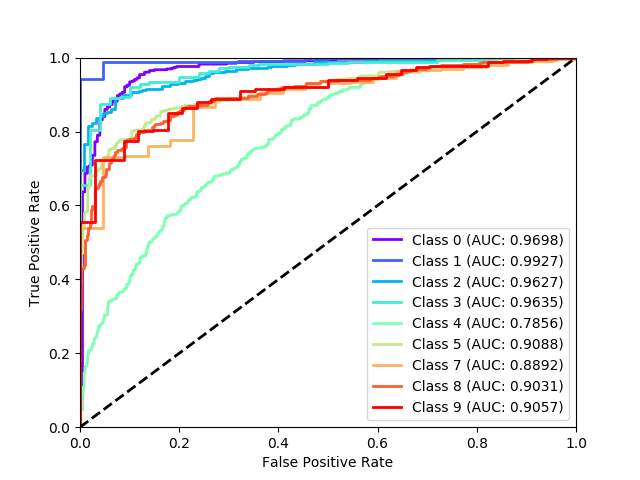 1.0
0.8
0.6
0.4
0.2
0.0
True Positive Rate
Class 0 (AUC: 0.9698)
Class 1 (AUC: 0.9927)
Class 2 (AUC: 0.9627)
Class 3 (AUC: 0.9635)
Class 4 (AUC: 0.7856)
Class 5 (AUC: 0.9088)
Class 7 (AUC: 0.8892)
Class 8 (AUC: 0.9031)
Class 9 (AUC: 0.9057)
0.0 0.2 0.4 0.6 0.8 1.0
False Positive Rate